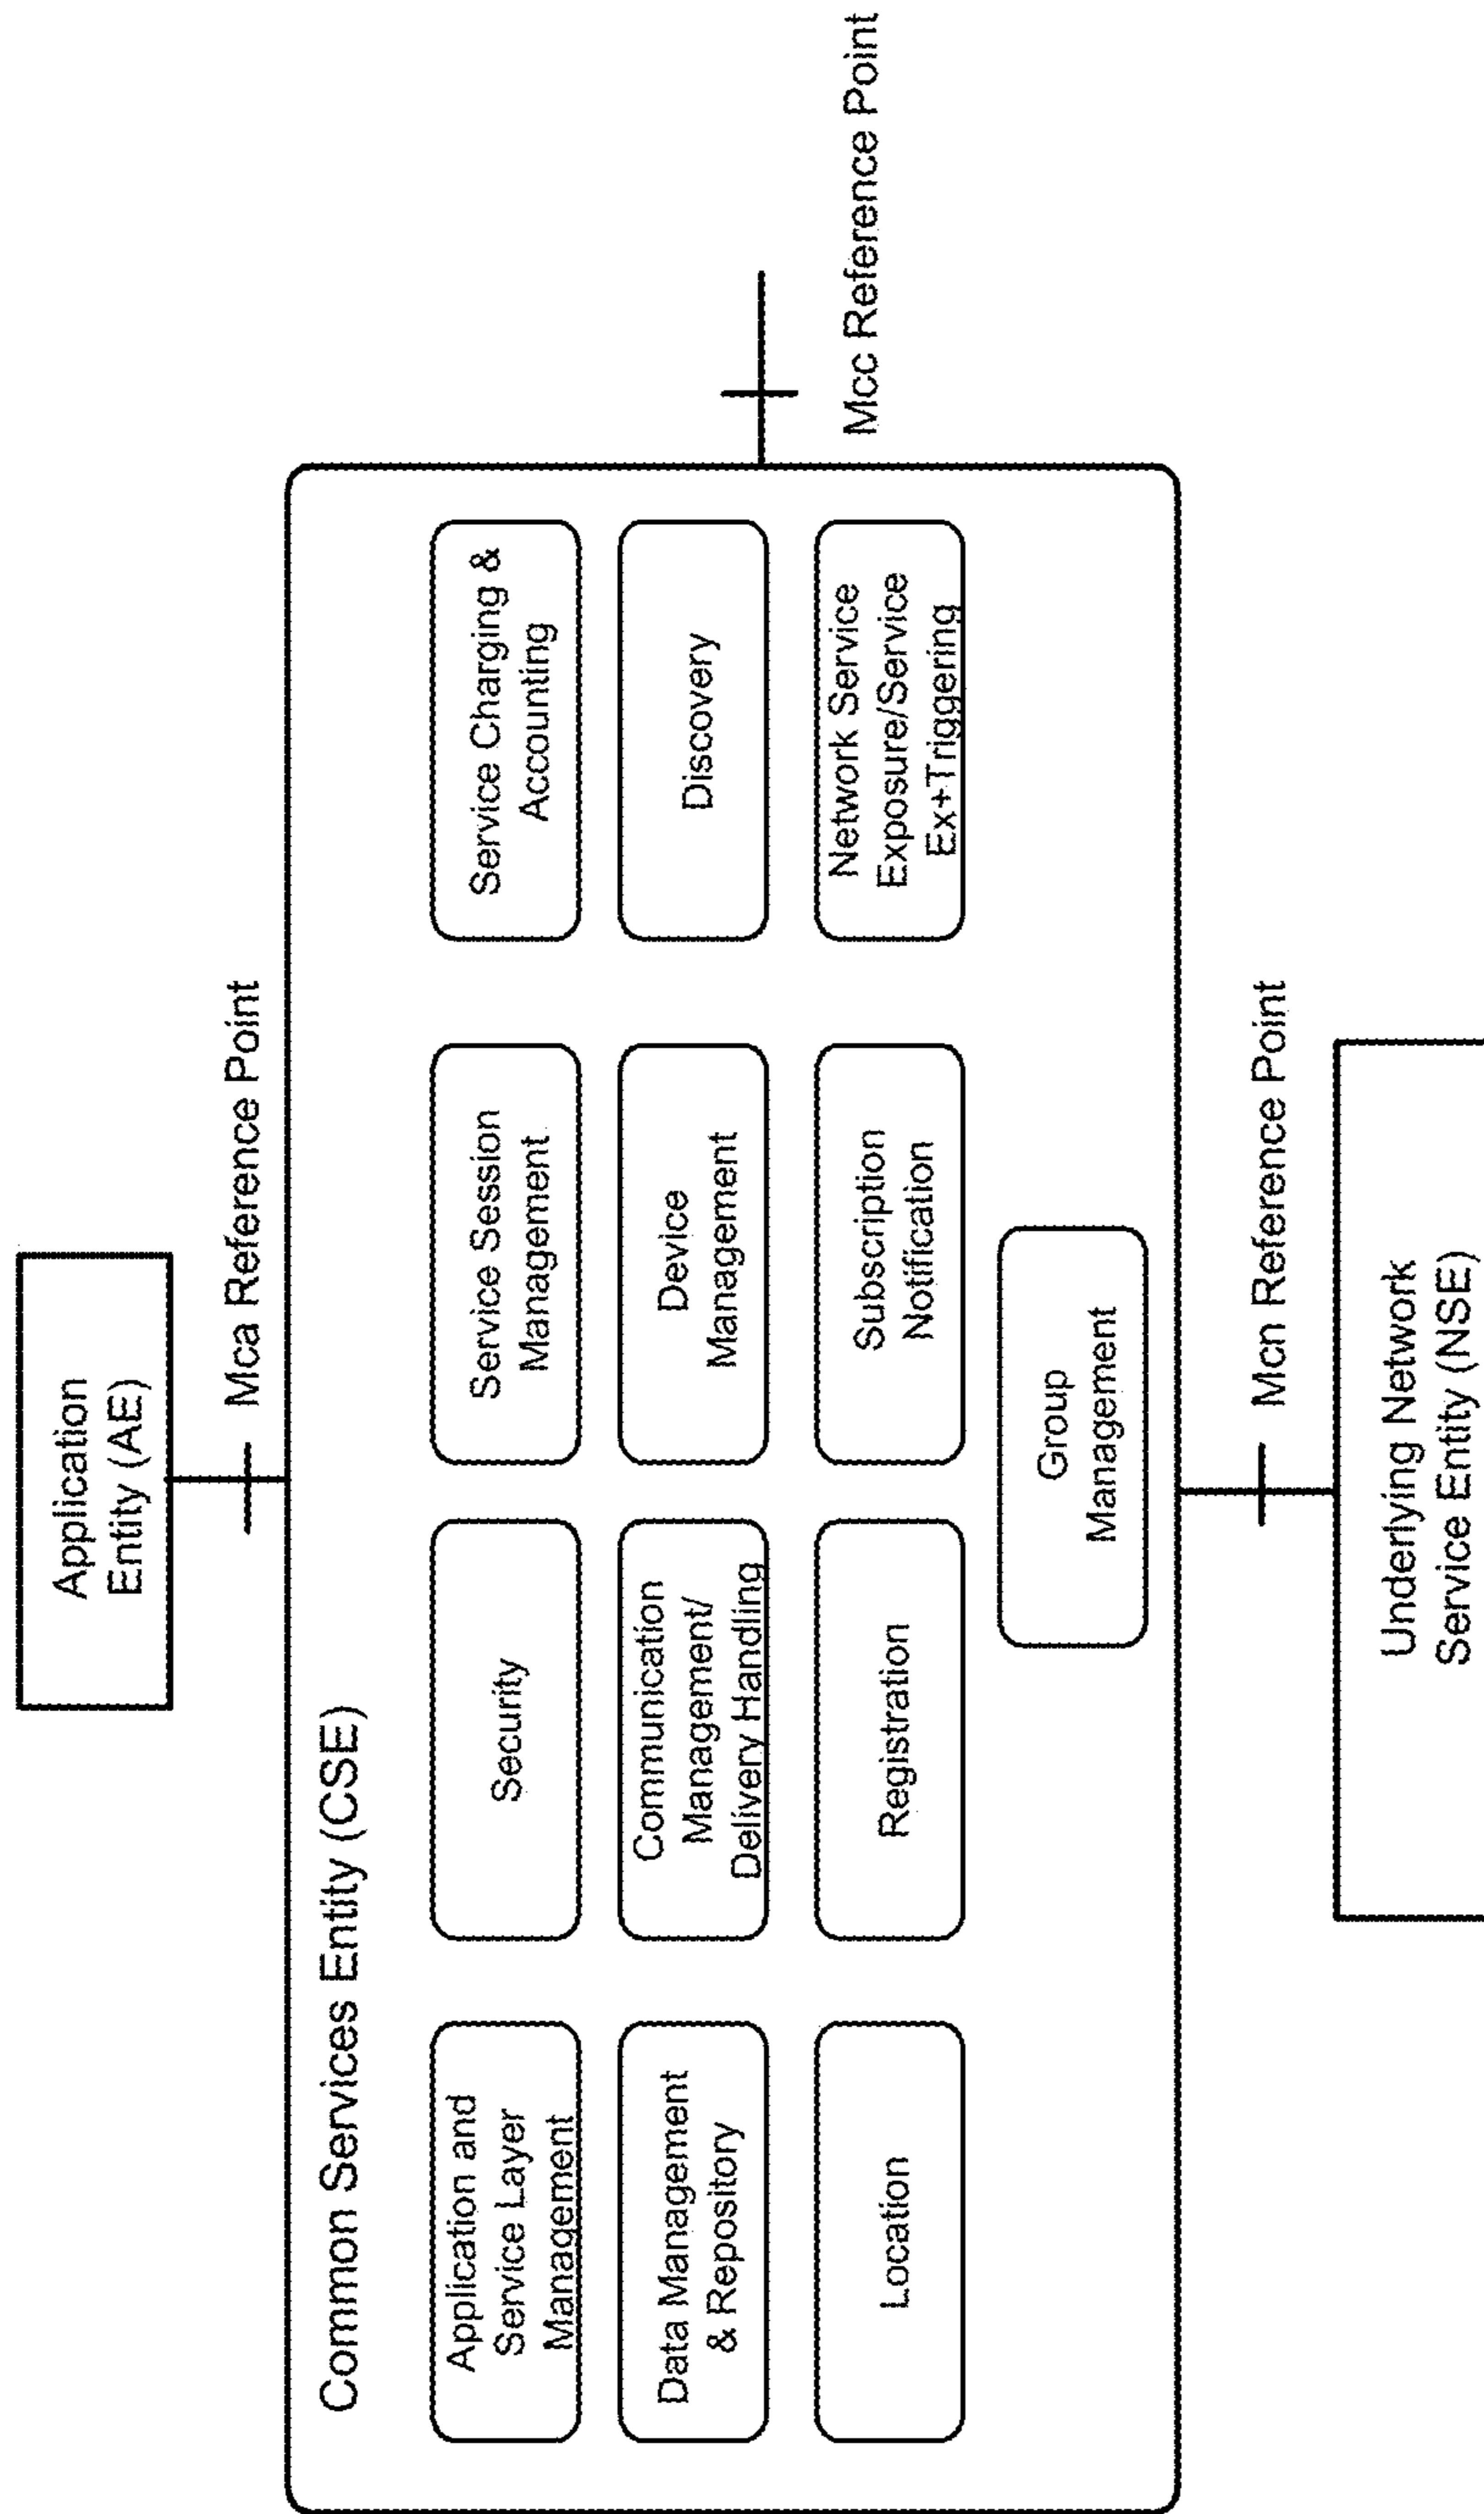 Application
Entity (AE)
Mca Reference Point
Common Services Entity (CSE)
Application and
Service Layer
Management
Security
Service Session
Management
Service Charging &
Accounting
Data Management
& Repository
Communication
Management/
Delivery Handling
Device
Management
Discovery
Location
Registration
Subscription
Notification
Network Service
Exposure/Service
Ex+Triggering
Group
Management
Mcc Reference Point
Mcn Reference Point
Underlying Network
Service Entity (NSE)